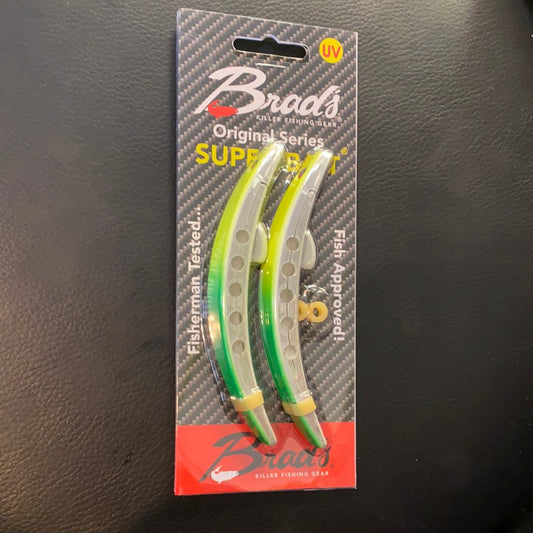 UV
Brad's®
KILLER FISHING GEAR
Original Series
SUPER BAIT®
Fisherman Tested...
Fish Approved!
Brad's
KILLER FISHING GEAR